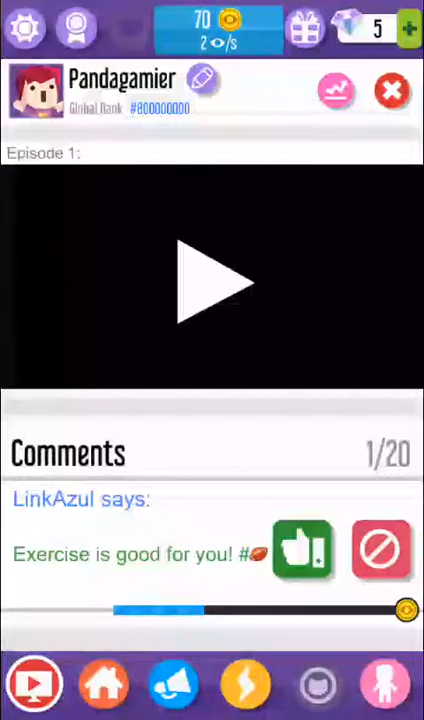 70
5
2 /s
Pandagamier
Global Rank #800000000
Episode 1:
Comments 1/20
LinkAzul says:
Exercise is good for you! #🏈